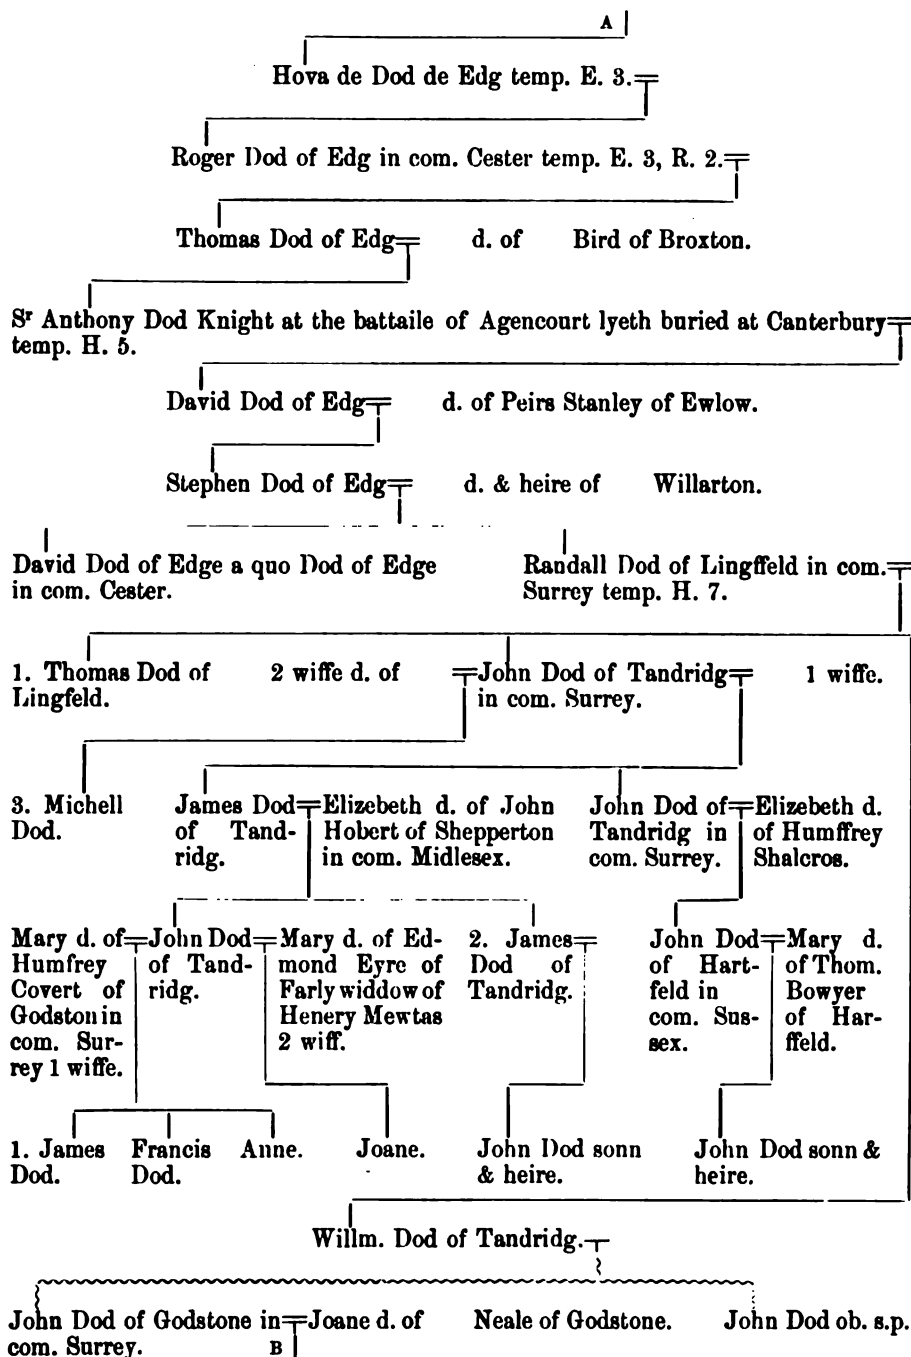 A
Hova de Dod de Edg temp. E. 3.
Roger Dod of Edg in com. Cester temp. E. 3, R. 2.
Thomas Dod of Edg d. of Bird of Broxton.
Sr Anthony Dod Knight at the battaile of Agencourt lyeth buried at Canterbury
temp. H. 5.
David Dod of Edg d. of Peirs Stanley of Ewlow.
Stephen Dod of Edg d. & heire of Willarton.
David Dod of Edge a quo Dod of Edge
in com. Cester.
Randall Dod of Lingffeld in com.
Surrey temp. H. 7.
1. Thomas Dod of
Lingfeld.
2 wiffe d. of
John Dod of Tandridg
in com. Surrey.
1 wiffe.
3. Michell
Dod.
James Dod
of Tand-
ridg.
Elizebeth d. of John
Hobert of Shepperton
in com. Midlesex.
John Dod of
Tandridg in
com. Surrey.
Elizebeth d.
of Humffrey
Shalcros.
Mary d. of
Humfrey
Covert of
Godston in
com. Sur-
rey 1 wiffe.
John Dod
of Tand-
ridg.
Mary d. of Ed-
mond Eyre of
Farly widdow of
Henery Mewtas
2 wiff.
2. James
Dod of
Tandridg.
John Dod
of Hart-
feld in
com. Sus-
sex.
Mary d.
of Thom.
Bowyer
of Har-
ffeld.
1. James
Dod.
Francis
Dod.
Anne.
Joane.
John Dod sonn
& heire.
John Dod sonn &
heire.
Willm. Dod of Tandridg.
John Dod of Godstone in
com. Surrey.
Joane d. of Neale of Godstone.
John Dod ob. s.p.
B